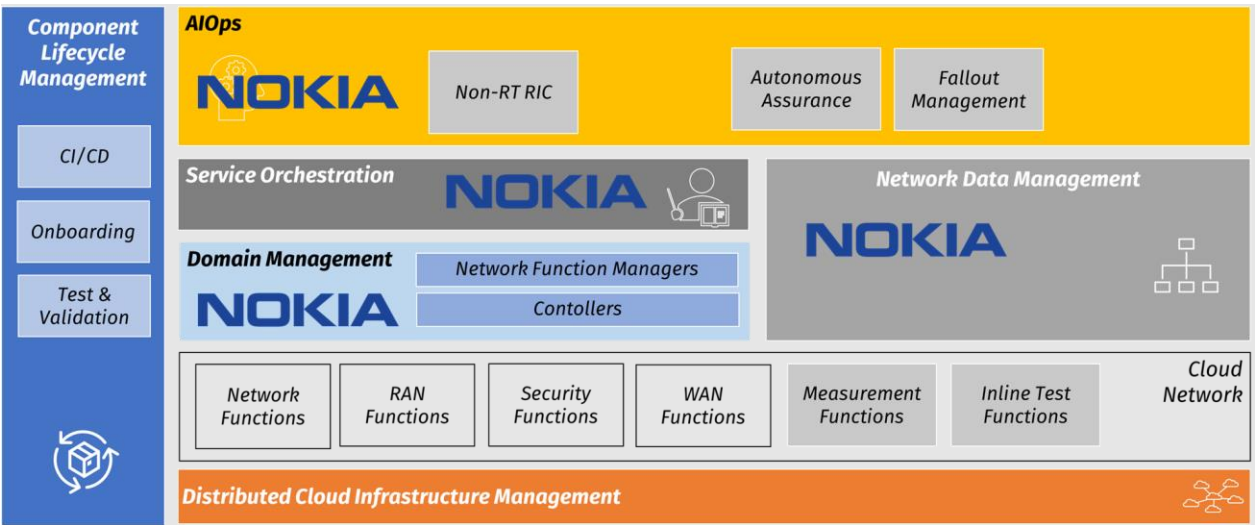 Component
Lifecycle
Management
CI/CD
Onboarding
Test &
Validation
AIOps
NOKIA
Non-RT RIC
Autonomous
Assurance
Fallout
Management
Service Orchestration
NOKIA
Network Data Management
NOKIA
Domain Management
NOKIA
Network Function Managers
Contollers
Cloud
Network
Network
Functions
RAN
Functions
Security
Functions
WAN
Functions
Measurement
Functions
Inline Test
Functions
Distributed Cloud Infrastructure Management